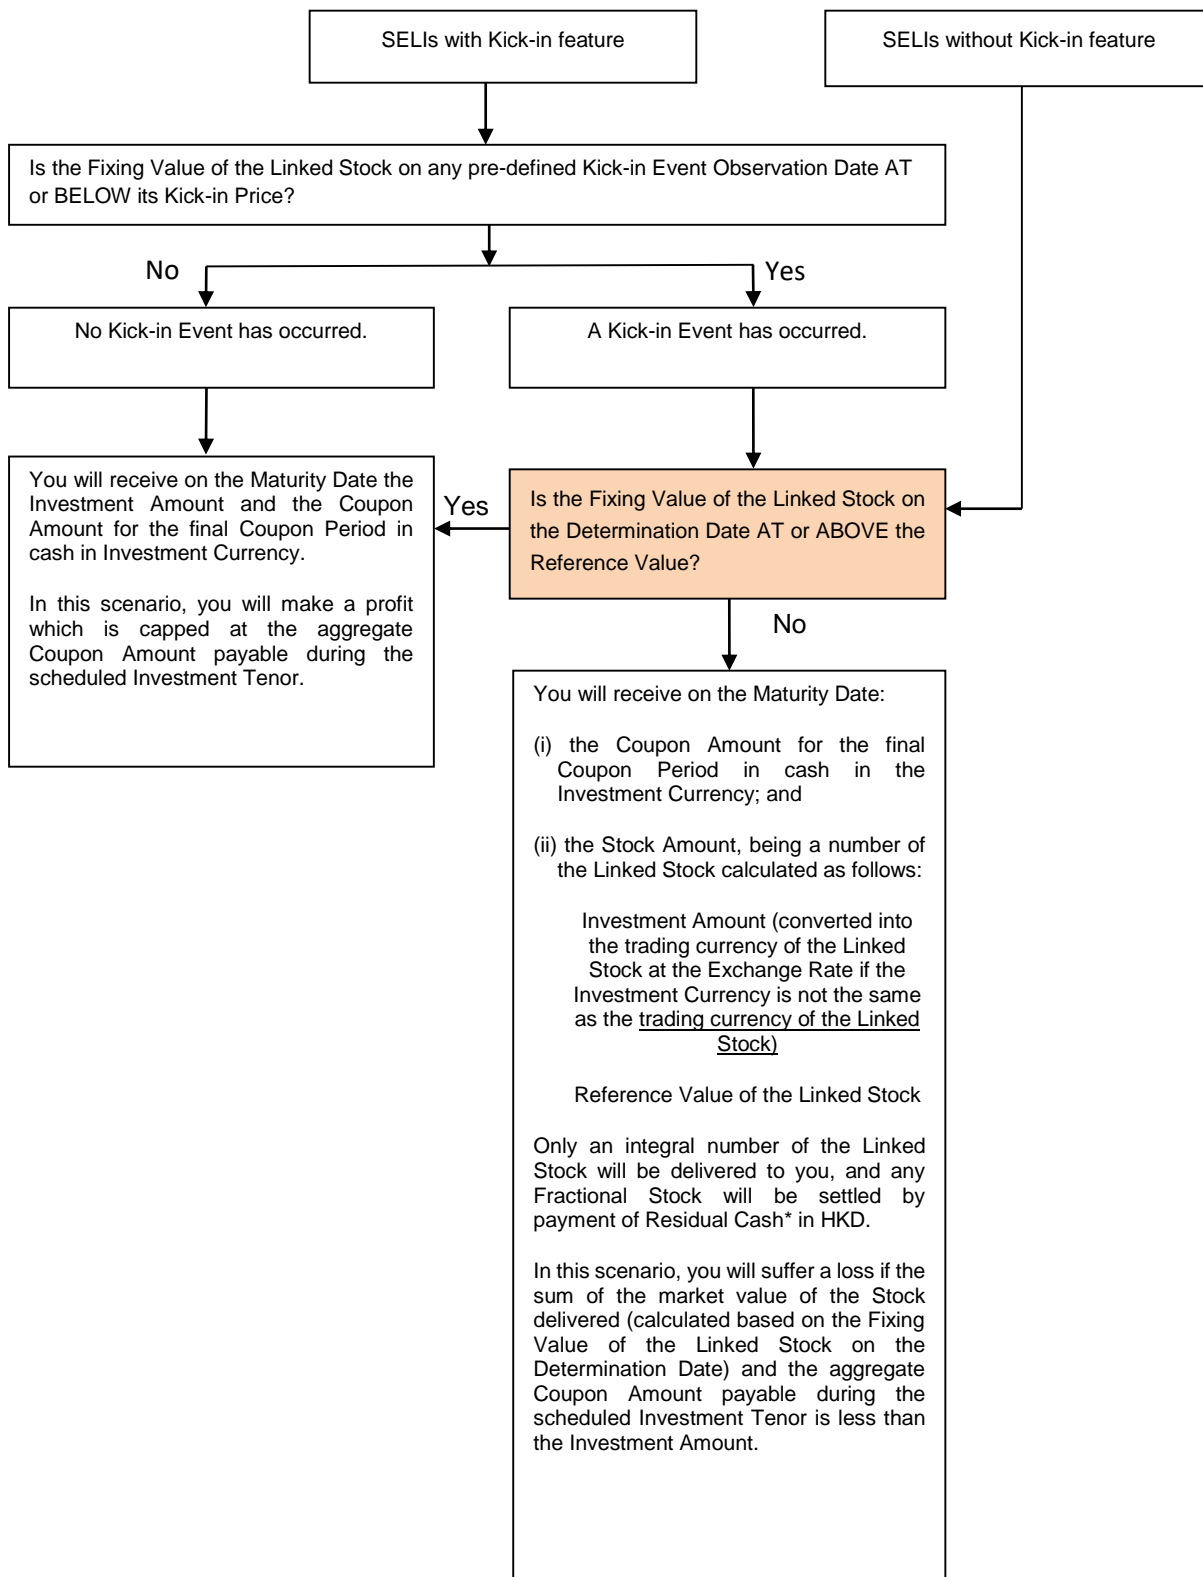 SELIs with Kick-in feature
SELIs without Kick-in feature
Is the Fixing Value of the Linked Stock on any pre-defined Kick-in Event Observation Date AT
or BELOW its Kick-in Price?
No
Yes
No Kick-in Event has occurred.
A Kick-in Event has occurred.
You will receive on the Maturity Date the
Investment Amount and the Coupon
Amount for the final Coupon Period in
cash in Investment Currency.
In this scenario, you will make a profit
which is capped at the aggregate
Coupon Amount payable during the
scheduled Investment Tenor.
Yes
Is the Fixing Value of the Linked Stock on
the Determination Date AT or ABOVE the
Reference Value?
No
You will receive on the Maturity Date:
(i) the Coupon Amount for the final
Coupon Period in cash in the
Investment Currency; and
(ii) the Stock Amount, being a number of
the Linked Stock calculated as follows:
Investment Amount (converted into
the trading currency of the Linked
Stock at the Exchange Rate if the
Investment Currency is not the same
as the trading currency of the Linked
Stock)
Reference Value of the Linked Stock
Only an integral number of the Linked
Stock will be delivered to you, and any
Fractional Stock will be settled by
payment of Residual Cash* in HKD.
In this scenario, you will suffer a loss if the
sum of the market value of the Stock
delivered (calculated based on the Fixing
Value of the Linked Stock on the
Determination Date) and the aggregate
Coupon Amount payable during the
scheduled Investment Tenor is less than
the Investment Amount.